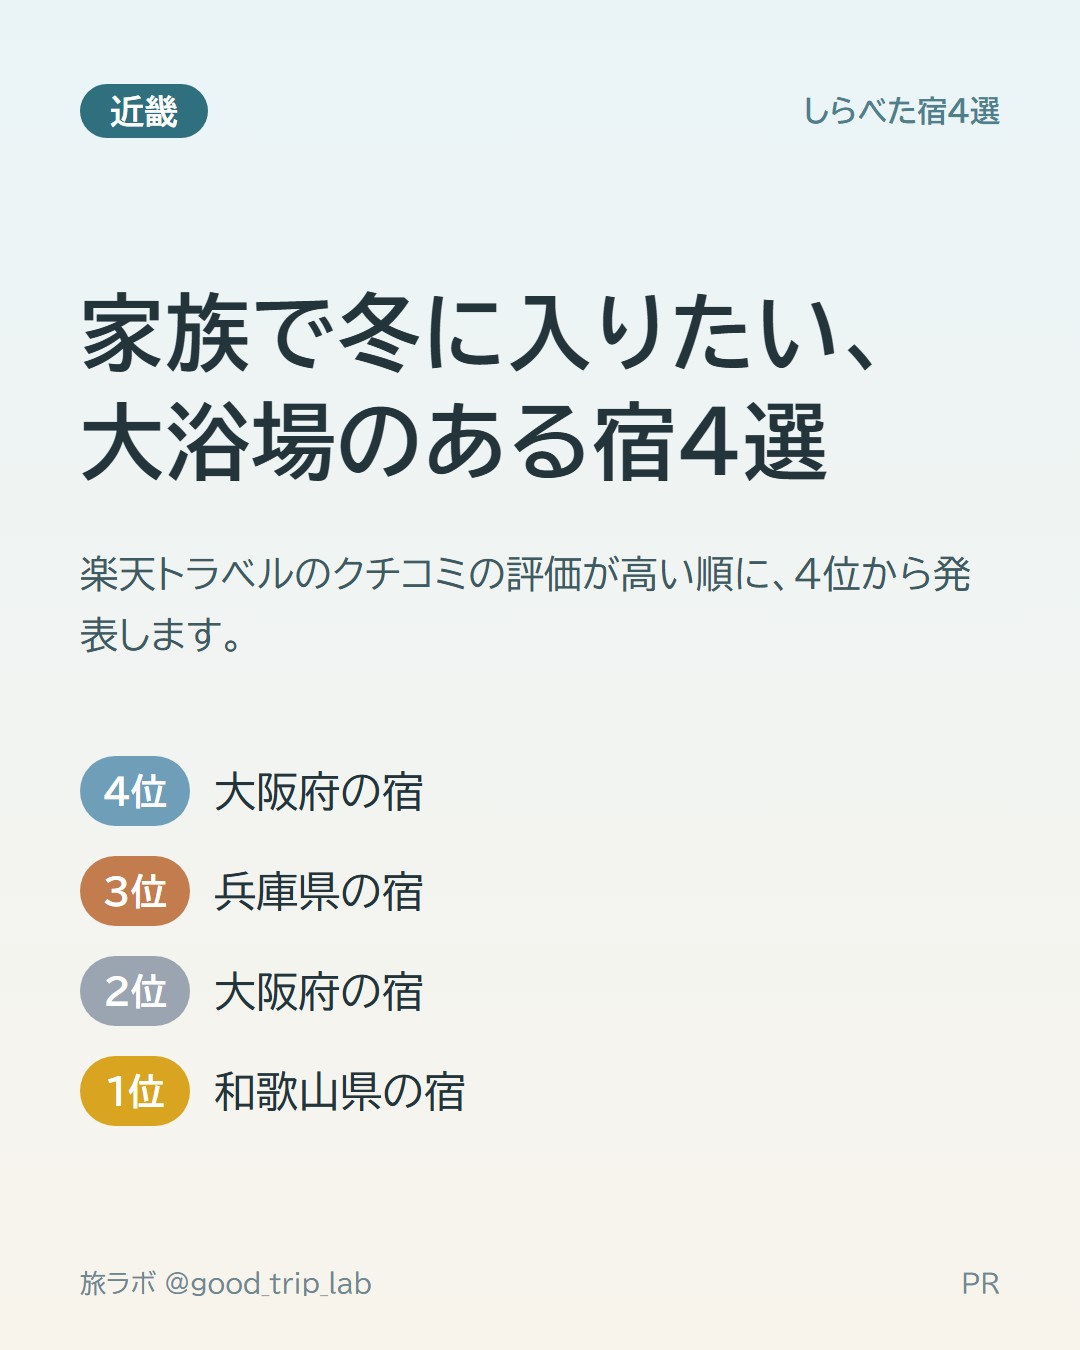 近畿
しらべた宿4選
家族で冬に入りたい、
大浴場のある宿4選
楽天トラベルのクチコミの評価が高い順に、4位から発
表します。
4位 大阪府の宿
3位 兵庫県の宿
2位 大阪府の宿
1位 和歌山県の宿
旅ラボ @good_trip_lab
PR